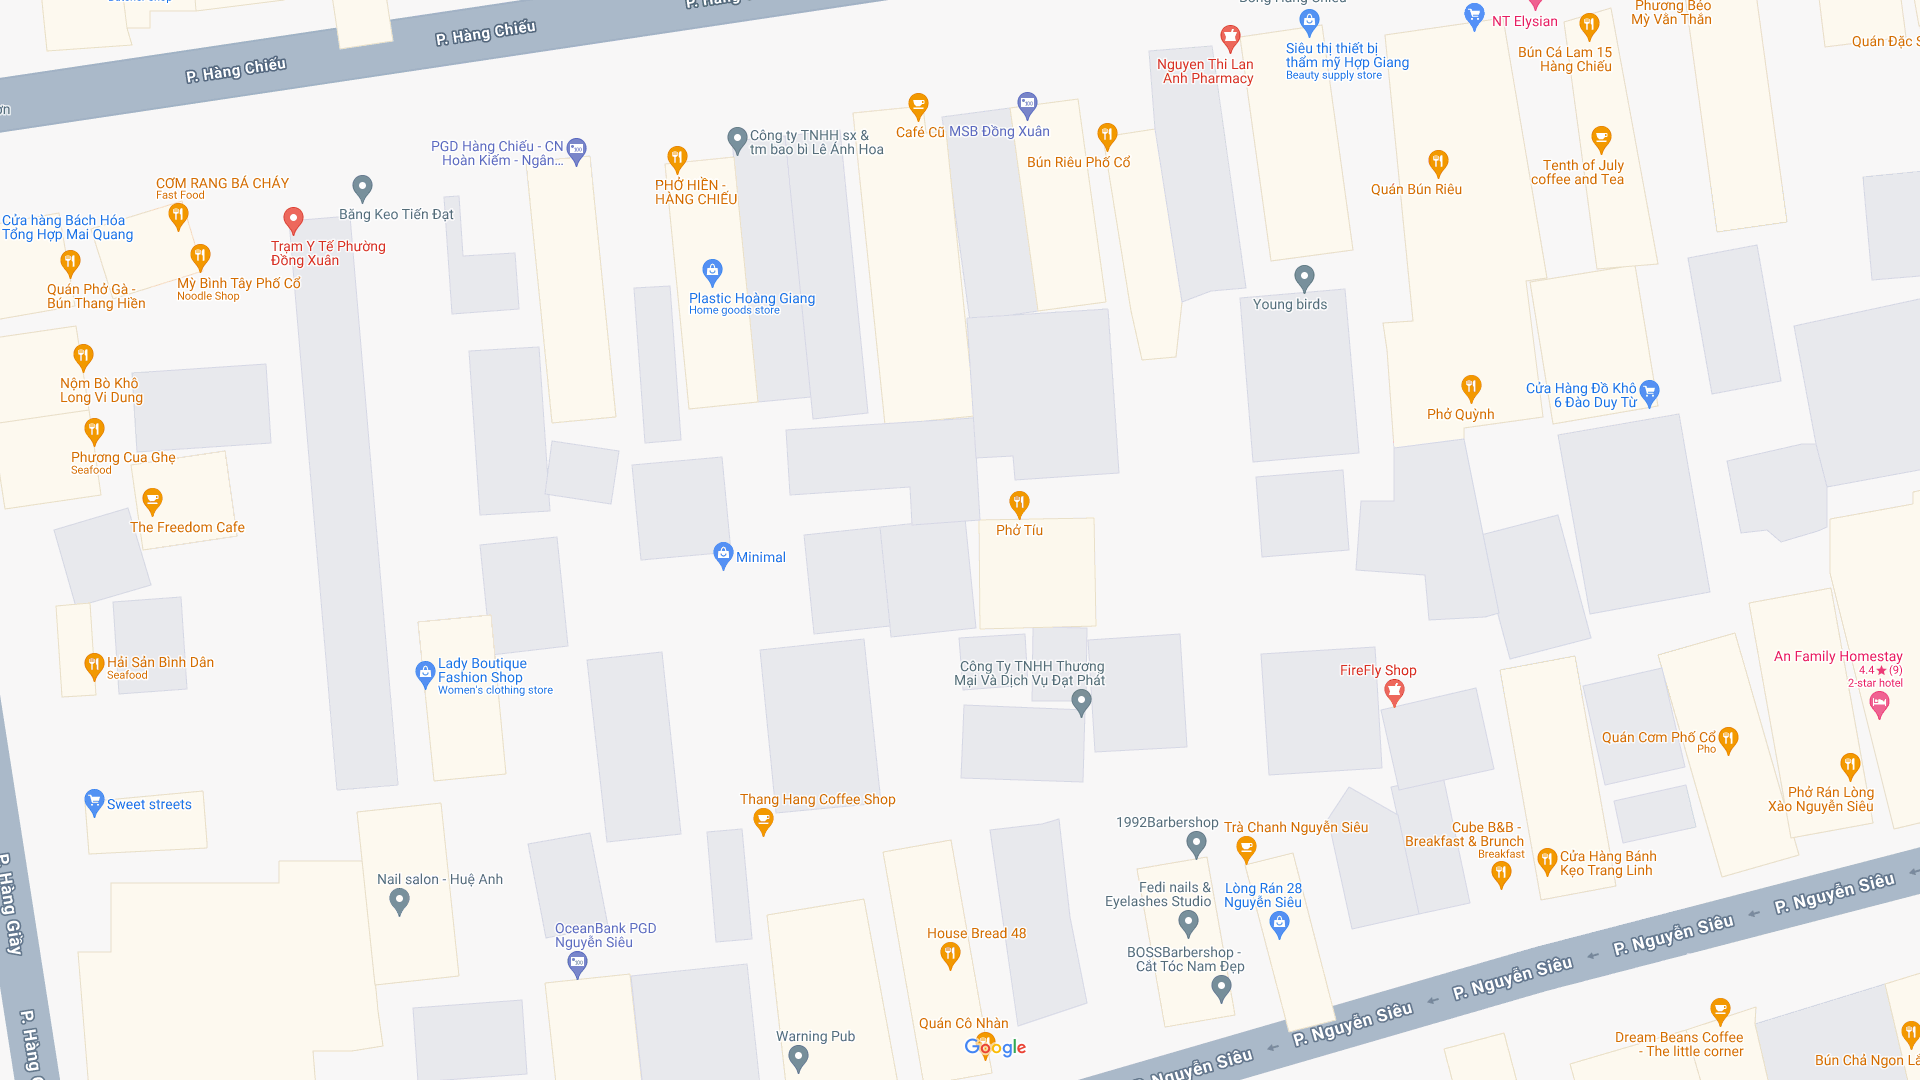 P. Hàng Chiếu
P. Hàng Chiếu
Siêu thị thiết bị
thẩm mỹ Hợp Giang
Beauty supply store
NT Elysian
Phương Béo
Mỳ Vằn Thắn
Bún Cá Lam 15
Hàng Chiếu
Nguyen Thi Lan
Anh Pharmacy
Café Cũ
MSB Đồng Xuân
Bún Riêu Phố Cổ
Công ty TNHH sx &
tm bao bì Lê Ánh Hoa
PGD Hàng Chiếu - CN
Hoàn Kiếm - Ngân...
PHỞ HIỀN -
HÀNG CHIẾU
Quán Bún Riêu
Tenth of July
coffee and Tea
CƠM RANG BÁ CHÁY
Fast Food
Băng Keo Tiến Đạt
Cửa hàng Bách Hóa
Tổng Hợp Mai Quang
Trạm Y Tế Phường
Đồng Xuân
Quán Phở Gà -
Bún Thang Hiền
Mỳ Bình Tây Phố Cổ
Noodle Shop
Plastic Hoàng Giang
Home goods store
Young birds
Nộm Bò Khô
Long Vi Dung
Cửa Hàng Đồ Khô
6 Đào Duy Từ
Phở Quỳnh
Phương Cua Ghẹ
Seafood
The Freedom Cafe
Phở Tíu
Minimal
Hải Sản Bình Dân
Seafood
Lady Boutique
Fashion Shop
Women's clothing store
Công Ty TNHH Thương
Mại Và Dịch Vụ Đạt Phát
FireFly Shop
An Family Homestay
4.4★(9)
2-star hotel
Quán Cơm Phố Cổ
Pho
Phở Rán Lòng
Xào Nguyễn Siêu
Sweet streets
Thang Hang Coffee Shop
1992Barbershop
Trà Chanh Nguyễn Siêu
Cube B&B -
Breakfast & Brunch
Breakfast
Cửa Hàng Bánh
Kẹo Trang Linh
Nail salon - Huệ Anh
Fedi nails &
Eyelashes Studio
Lòng Rán 28
Nguyễn Siêu
OceanBank PGD
Nguyễn Siêu
House Bread 48
BOSSBarbershop -
Cắt Tóc Nam Đẹp
P. Hàng Giầy
P. Hàng
P. Nguyễn Siêu
P. Nguyễn Siêu
P. Nguyễn Siêu
P. Nguyễn Siêu
Nguyễn Siêu
Quán Cô Nhàn
Warning Pub
Google
Dream Beans Coffee
- The little corner
Bún Chả Ngon
Quán Đặc